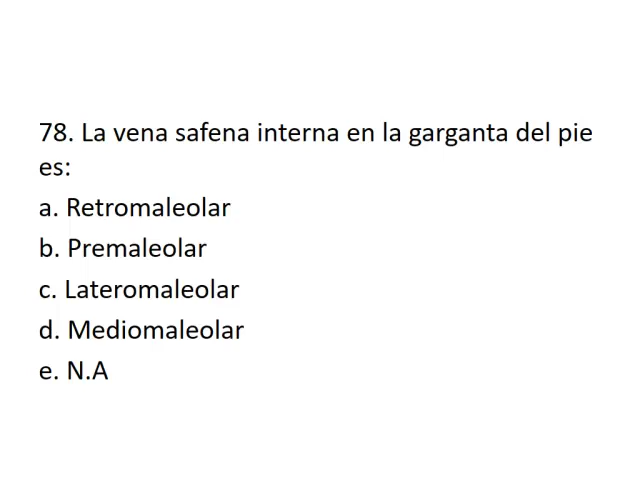 78. La vena safena interna en la garganta del pie
es:
a. Retromaleolar
b. Premaleolar
c. Lateromaleolar
d. Mediomaleolar
e. N.A